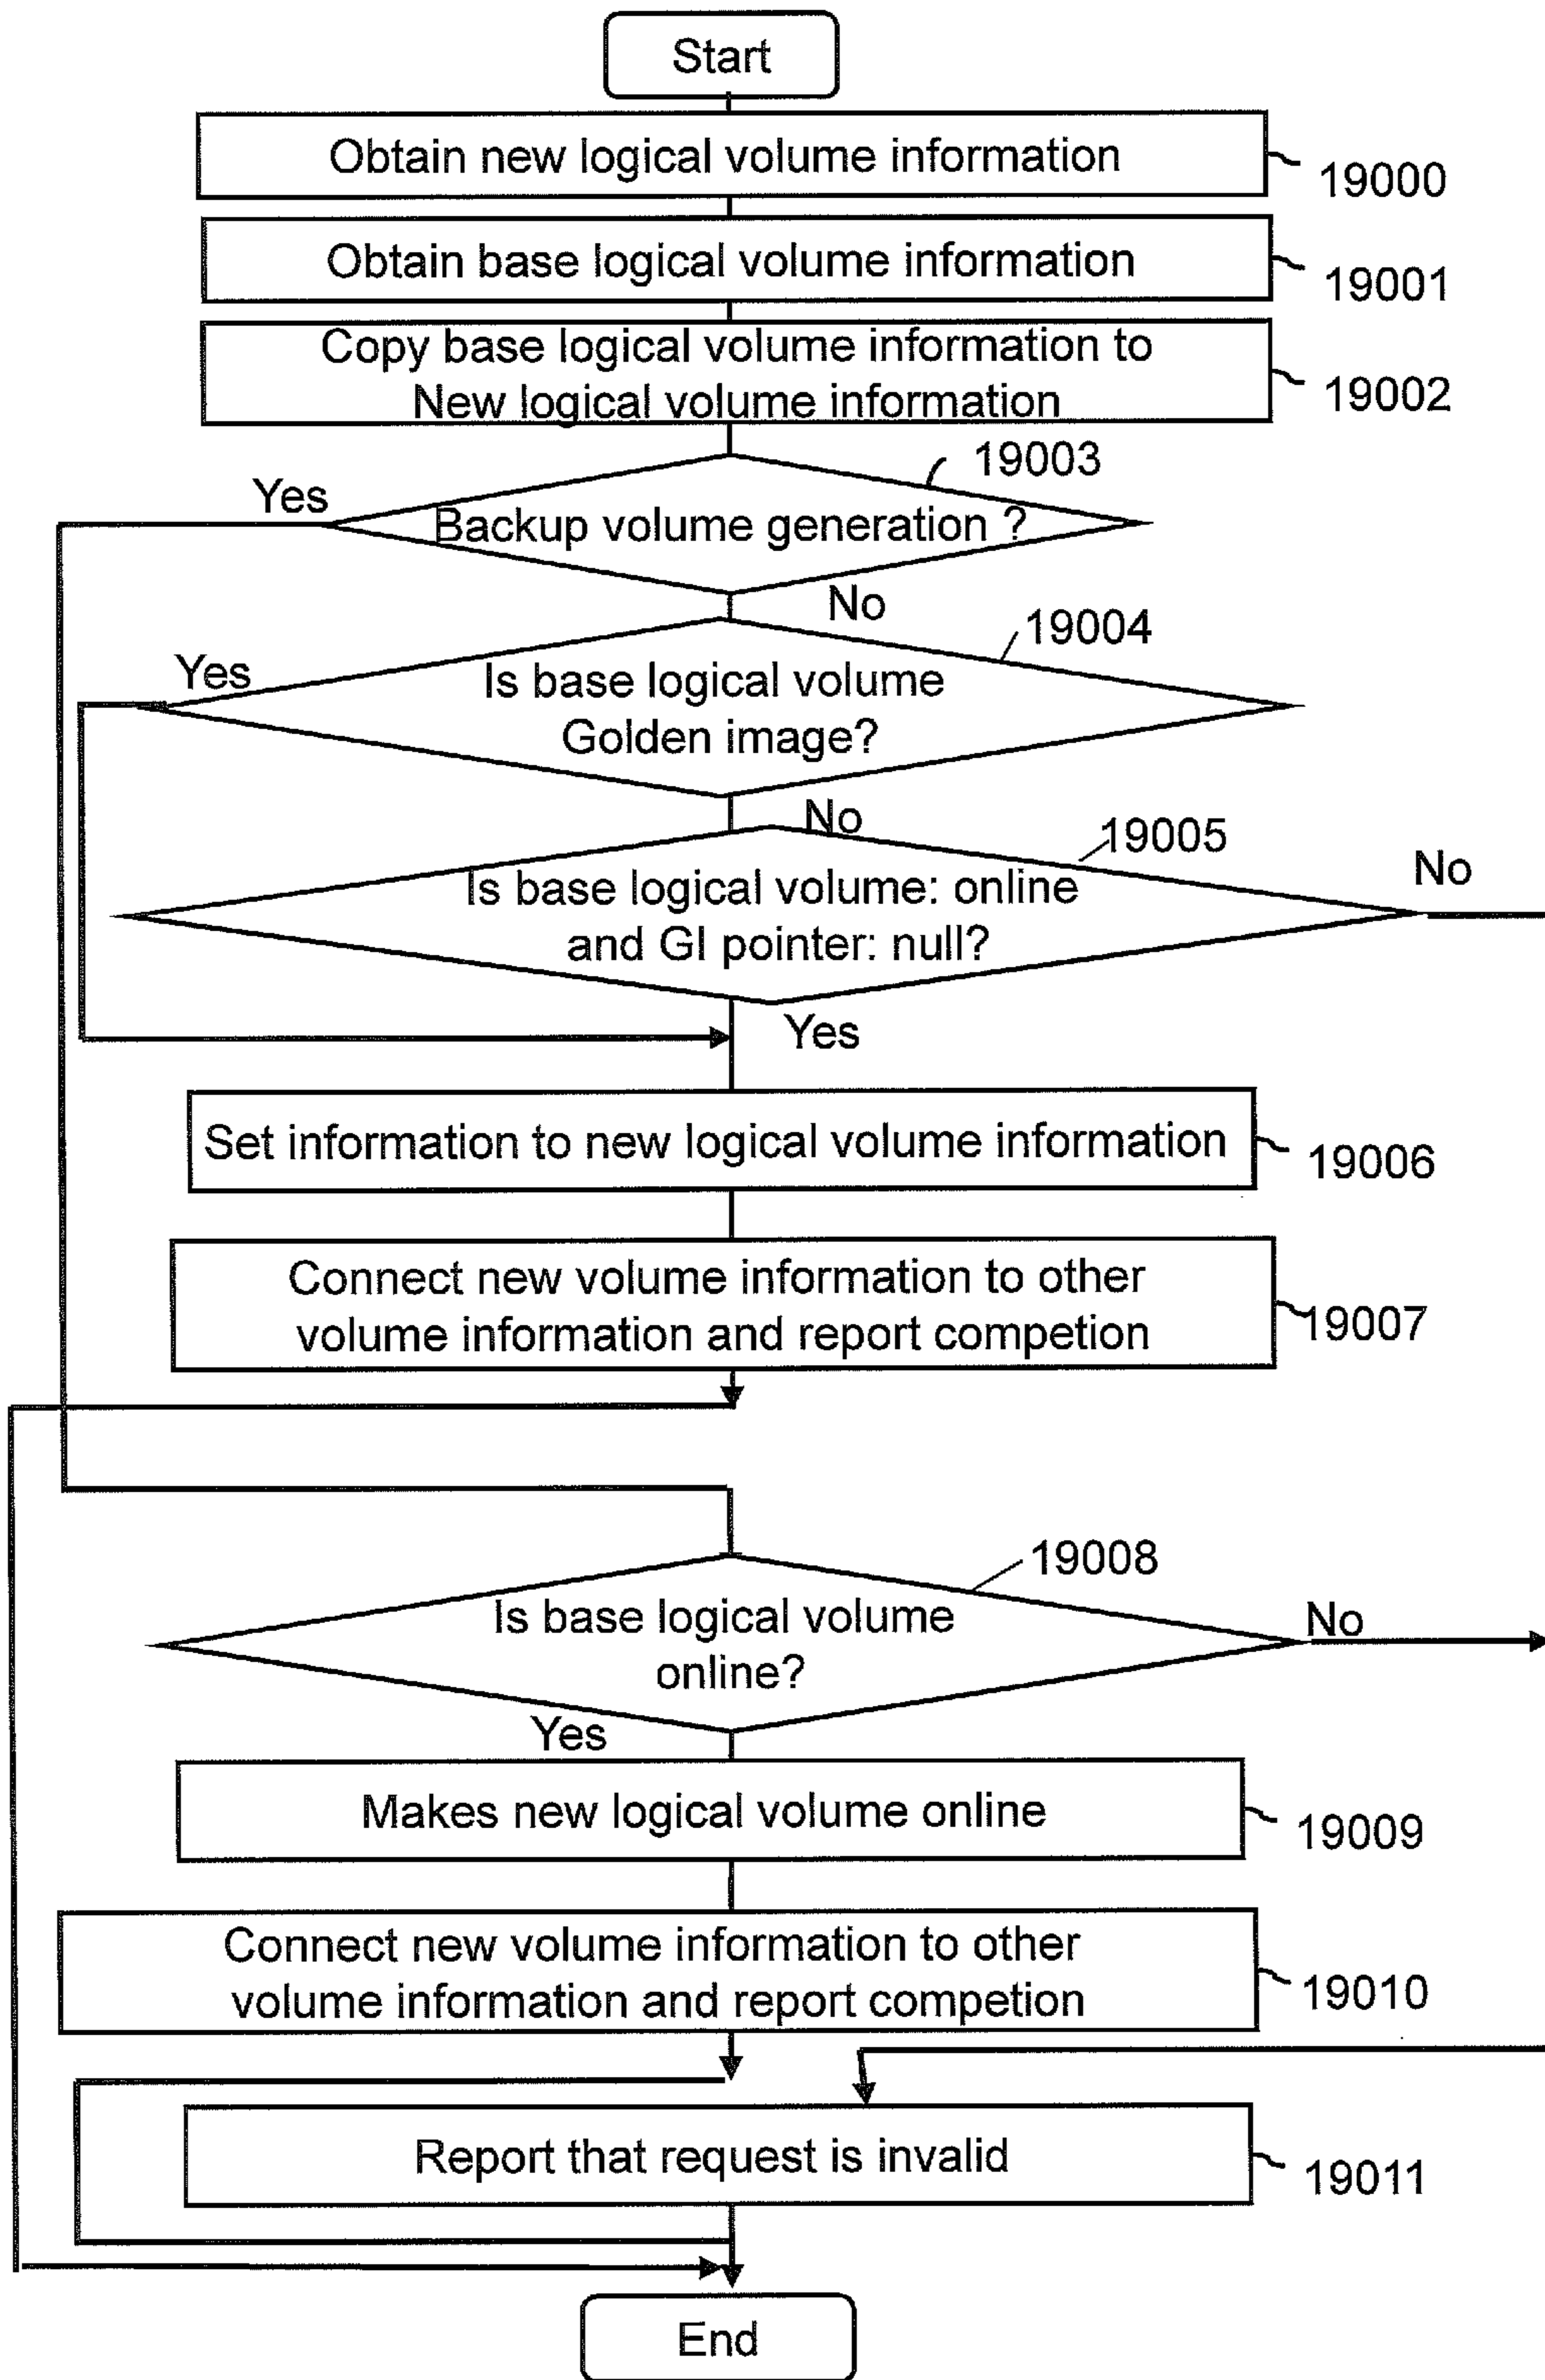 Start
Obtain new logical volume information
19000
Obtain base logical volume information
19001
Copy base logical volume information to
New logical volume information
19002
19003
Yes
Backup volume generation ?
No
19004
Yes
Is base logical volume
Golden image?
No
19005
No
Is base logical volume: online
and GI pointer: null?
Yes
Set information to new logical volume information
19006
Connect new volume information to other
volume information and report competion
19007
19008
Is base logical volume
online?
No
Yes
Makes new logical volume online
19009
Connect new volume information to other
volume information and report competion
19010
Report that request is invalid
19011
End